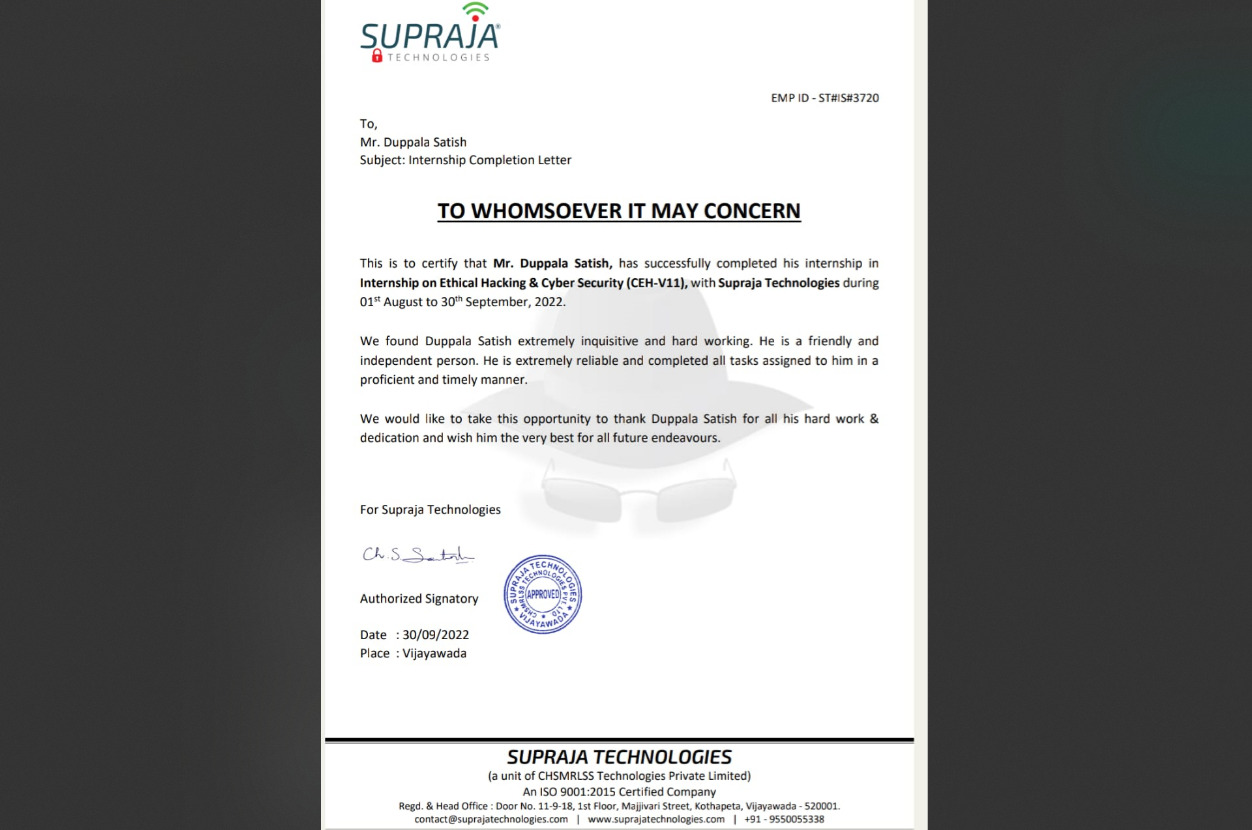 SUPRAJA®
TECHNOLOGIES
EMP ID - ST#IS#3720
To,
Mr. Duppala Satish
Subject: Internship Completion Letter
TO WHOMSOEVER IT MAY CONCERN
This is to certify that Mr. Duppala Satish, has successfully completed his internship in
Internship on Ethical Hacking & Cyber Security (CEH-V11), with Supraja Technologies during
01st August to 30th September, 2022.
We found Duppala Satish extremely inquisitive and hard working. He is a friendly and
independent person. He is extremely reliable and completed all tasks assigned to him in a
proficient and timely manner.
We would like to take this opportunity to thank Duppala Satish for all his hard work &
dedication and wish him the very best for all future endeavours.
For Supraja Technologies
Ch. S. Satish
SUPRAJA TECHNOLOGIES
CHSMRLSS TECHNOLOGIES PVT LTD
APPROVED
VIJAYAWADA
Authorized Signatory
Date : 30/09/2022
Place : Vijayawada
SUPRAJA TECHNOLOGIES
(a unit of CHSMRLSS Technologies Private Limited)
An ISO 9001:2015 Certified Company
Regd. & Head Office : Door No. 11-9-18, 1st Floor, Majjivari Street, Kothapeta, Vijayawada - 520001.
contact@suprajatechnologies.com | www.suprajatechnologies.com | +91 - 9550055338